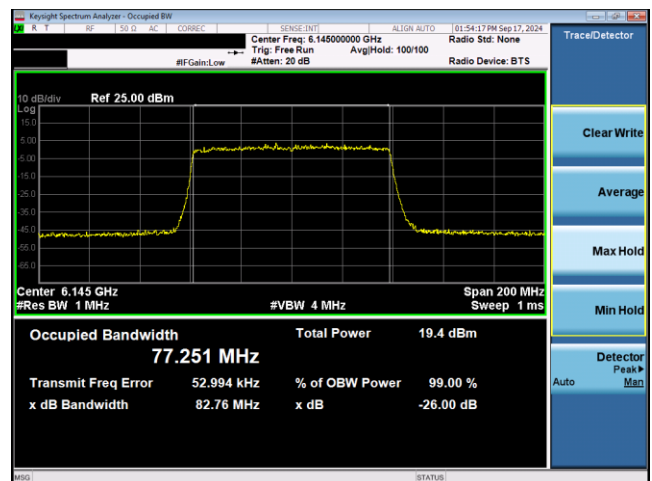 Keysight Spectrum Analyzer - Occupied BW
R T RF 50 Ω AC CORREC SENSE:INT ALIGN AUTO 01:54:17 PM Sep 17, 2024
Center Freq: 6.145000000 GHz Radio Std: None
Trig: Free Run Avg|Hold: 100/100
#IFGain:Low #Atten: 20 dB Radio Device: BTS
Trace/Detector
10 dB/div Ref 25.00 dBm
Log
15.0
5.00
-5.00
-15.0
-25.0
-35.0
-45.0
-55.0
-65.0
Center 6.145 GHz Span 200 MHz
#Res BW 1 MHz #VBW 4 MHz Sweep 1 ms
Occupied Bandwidth Total Power 19.4 dBm
77.251 MHz
Transmit Freq Error 52.994 kHz % of OBW Power 99.00 %
x dB Bandwidth 82.76 MHz x dB -26.00 dB
Clear Write
Average
Max Hold
Min Hold
Detector
Peak▶
Auto Man
MSG STATUS